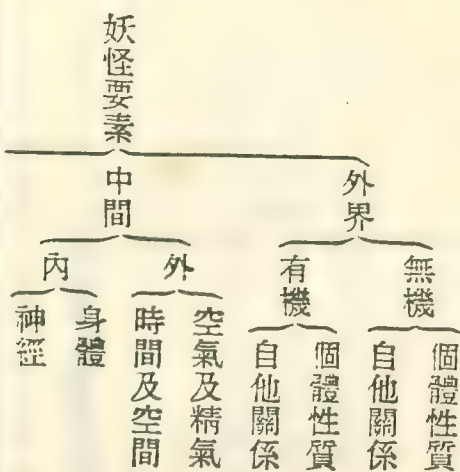 妖怪要素
外界
無機
個體性質
自他關係
有機
個體性質
自他關係
中間
外
空氣及精氣
時間及空間
內
身體
神經